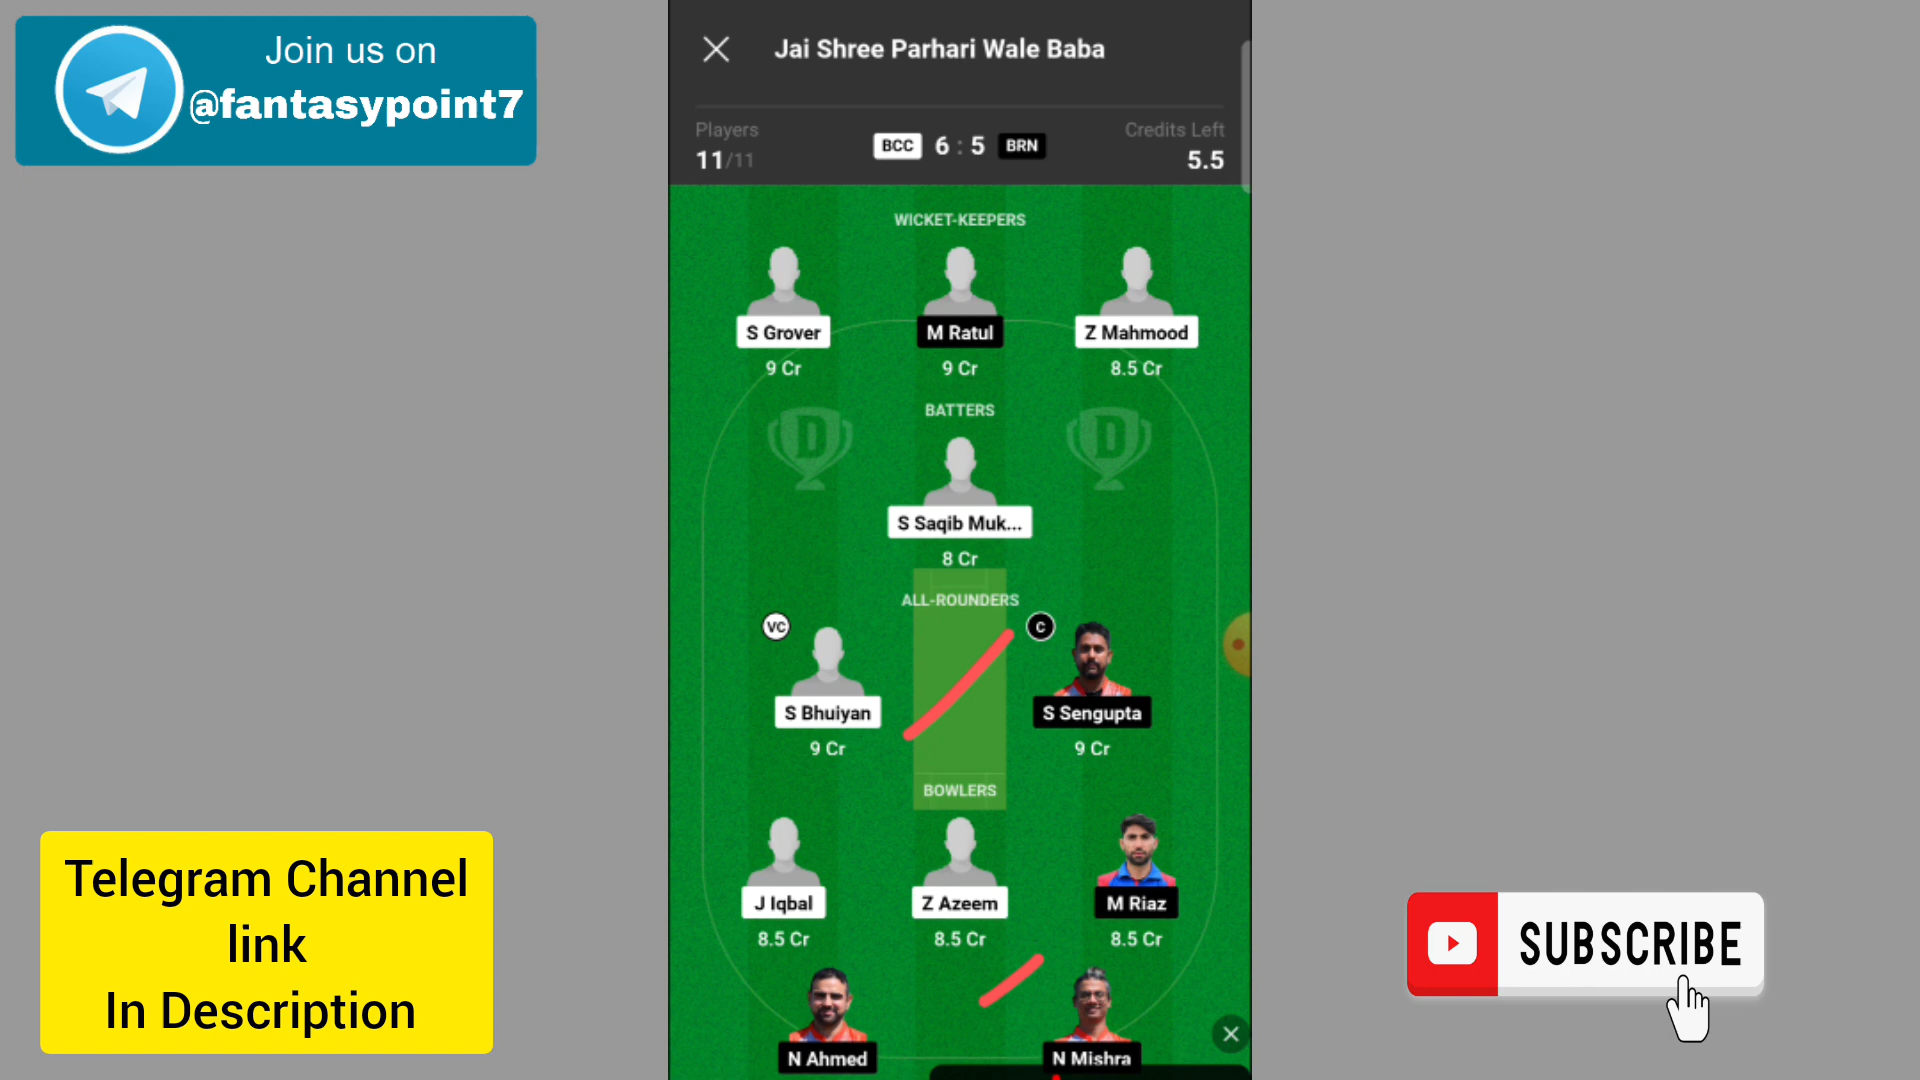 Join us on
@fantasypoint7
Jai Shree Parhari Wale Baba
Players
11/11
BCC 6 : 5 BRN
Credits Left
5.5
WICKET-KEEPERS
S Grover
9 Cr
M Ratul
9 Cr
Z Mahmood
8.5 Cr
BATTERS
D
D
S Saqib Muk...
8 Cr
ALL-ROUNDERS
VC
S Bhuiyan
9 Cr
C
S Sengupta
9 Cr
BOWLERS
J Iqbal
8.5 Cr
Z Azeem
8.5 Cr
M Riaz
8.5 Cr
N Ahmed
N Mishra
Telegram Channel
link
In Description
SUBSCRIBE